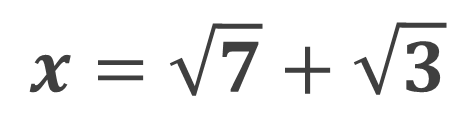 x = √7 + √3